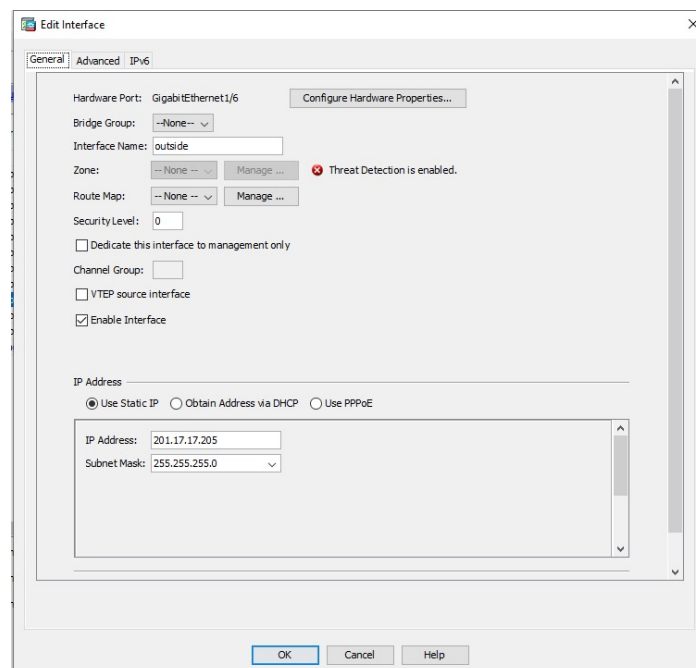 Edit Interface
General Advanced IPv6
Hardware Port: GigabitEthernet1/6 Configure Hardware Properties...
Bridge Group: --None--
Interface Name: outside
Zone: -- None -- Manage ... Threat Detection is enabled.
Route Map: -- None -- Manage ...
Security Level: 0
Dedicate this interface to management only
Channel Group:
VTEP source interface
Enable Interface
IP Address
Use Static IP Obtain Address via DHCP Use PPPoE
IP Address: 201.17.17.205
Subnet Mask: 255.255.255.0
OK Cancel Help